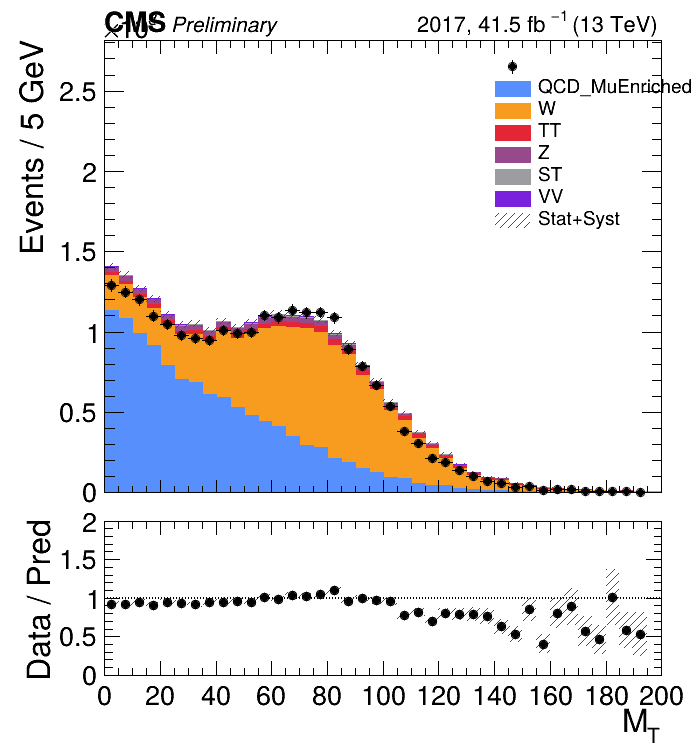 CMS Preliminary 2017, 41.5 fb⁻¹ (13 TeV)
Events / 5 GeV
2.5
2
1.5
1
0.5
0
QCD_MuEnriched
W
TT
Z
ST
VV
Stat+Syst
Data / Pred
2
1.5
1
0.5
0
0 20 40 60 80 100 120 140 160 180 200
M_T